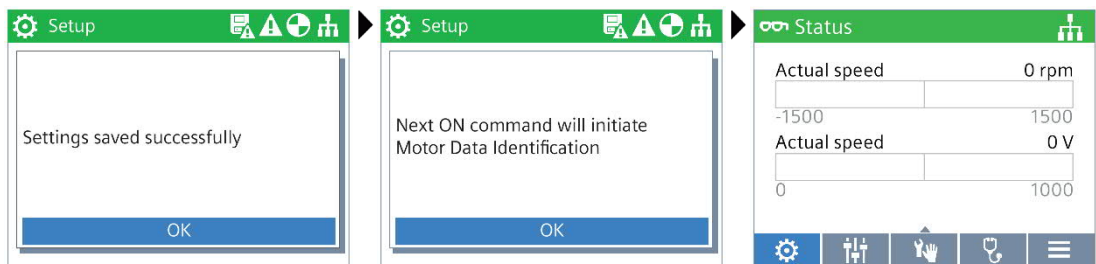 Setup
Settings saved successfully
OK
Setup
Next ON command will initiate
Motor Data Identification
OK
Status
Actual speed 0 rpm
-1500 1500
Actual speed 0 V
0 1000